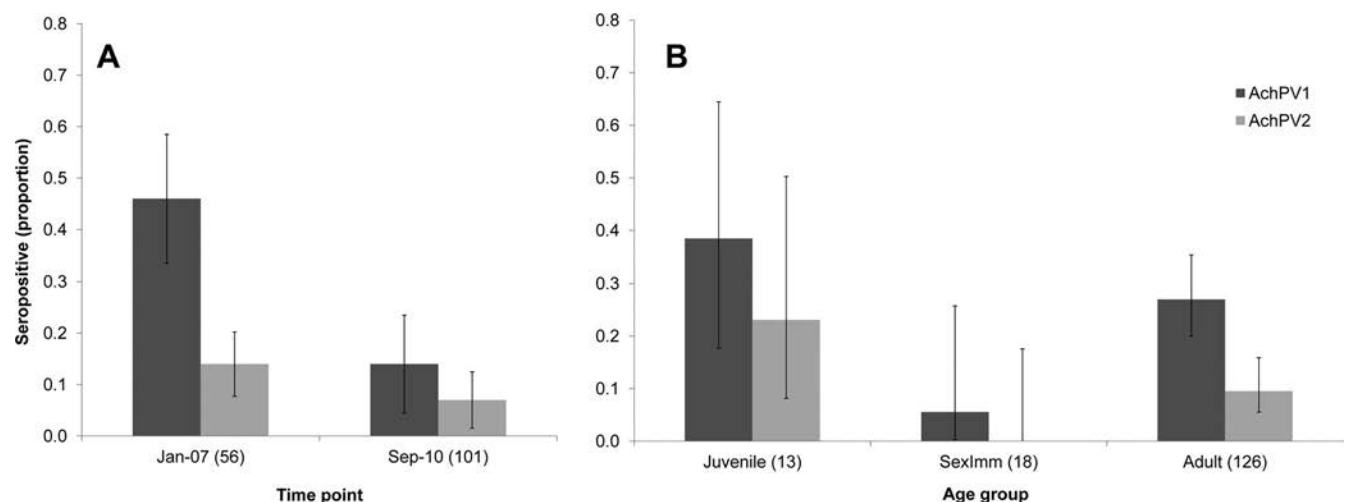 A
Seropositive (proportion)
0.8
0.7
0.6
0.5
0.4
0.3
0.2
0.1
0.0
Jan-07 (56)
Sep-10 (101)
Time point
B
0.8
0.7
0.6
0.5
0.4
0.3
0.2
0.1
0.0
AchPV1
AchPV2
Juvenile (13)
SexImm (18)
Adult (126)
Age group